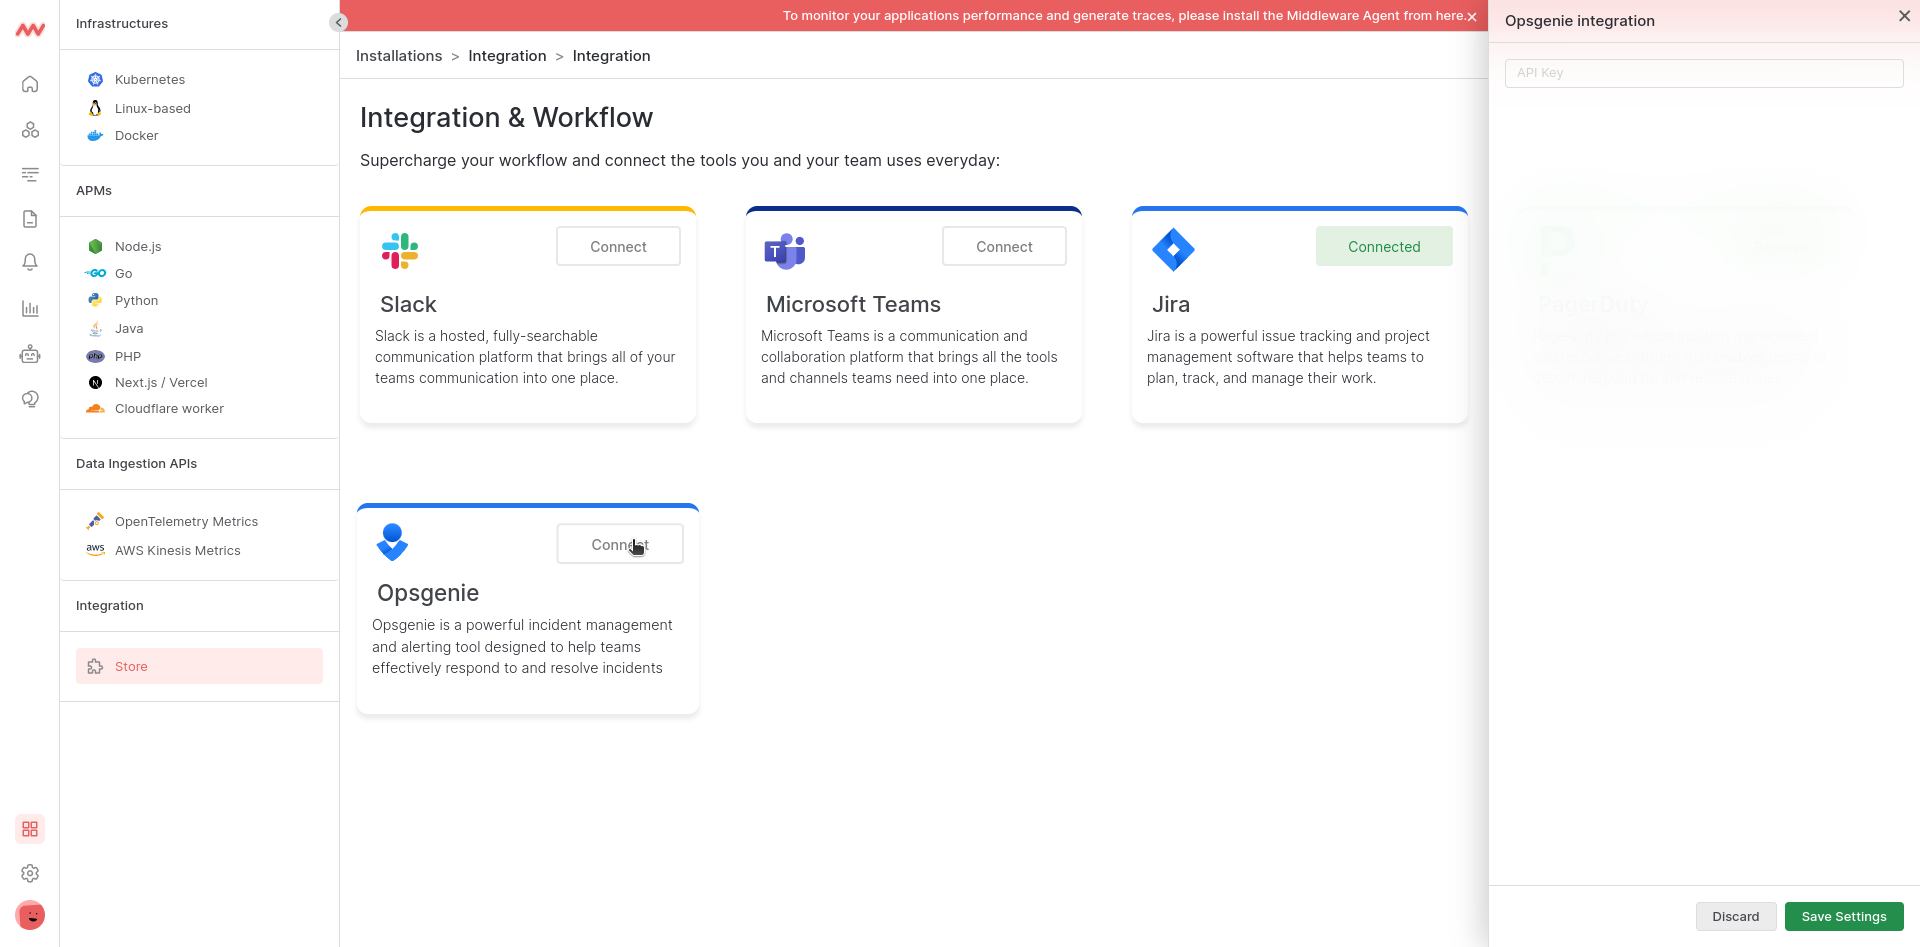 Infrastructures
Kubernetes
Linux-based
Docker
APMs
Node.js
Go
Python
Java
PHP
Next.js / Vercel
Cloudflare worker
Data Ingestion APIs
OpenTelemetry Metrics
AWS Kinesis Metrics
Integration
Store
To monitor your applications performance and generate traces, please install the Middleware Agent from here.
Installations > Integration > Integration
Integration & Workflow
Supercharge your workflow and connect the tools you and your team uses everyday:
Connect
Slack
Slack is a hosted, fully-searchable
communication platform that brings all of your
teams communication into one place.
Connect
Microsoft Teams
Microsoft Teams is a communication and
collaboration platform that brings all the tools
and channels teams need into one place.
Connected
Jira
Jira is a powerful issue tracking and project
management software that helps teams to
plan, track, and manage their work.
Connect
Opsgenie
Opsgenie is a powerful incident management
and alerting tool designed to help teams
effectively respond to and resolve incidents
Opsgenie integration
API Key
PagerDuty
Discard
Save Settings